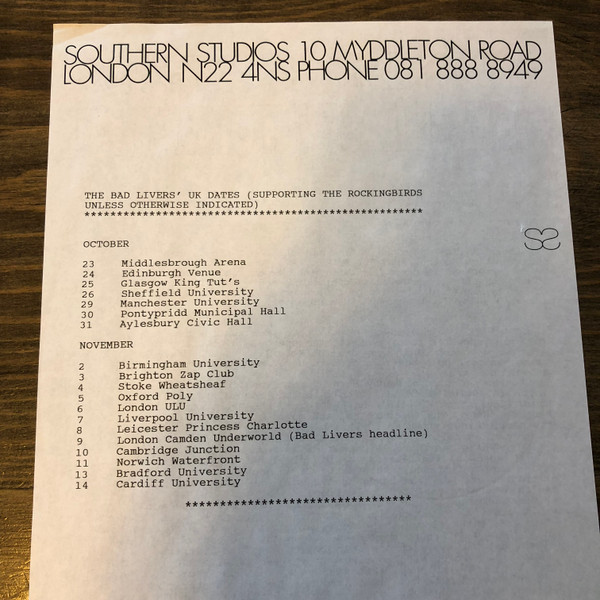 SOUTHERN STUDIOS 10 MYDDLETON ROAD
LONDON N22 4NS PHONE 081 888 8949
THE BAD LIVERS' UK DATES (SUPPORTING THE ROCKINGBIRDS
UNLESS OTHERWISE INDICATED)
****************************************************
SS
OCTOBER
23 Middlesbrough Arena
24 Edinburgh Venue
25 Glasgow King Tut's
26 Sheffield University
29 Manchester University
30 Pontypridd Municipal Hall
31 Aylesbury Civic Hall
NOVEMBER
2 Birmingham University
3 Brighton Zap Club
4 Stoke Wheatsheaf
5 Oxford Poly
6 London ULU
7 Liverpool University
8 Leicester Princess Charlotte
9 London Camden Underworld (Bad Livers headline)
10 Cambridge Junction
11 Norwich Waterfront
13 Bradford University
14 Cardiff University
**********************************